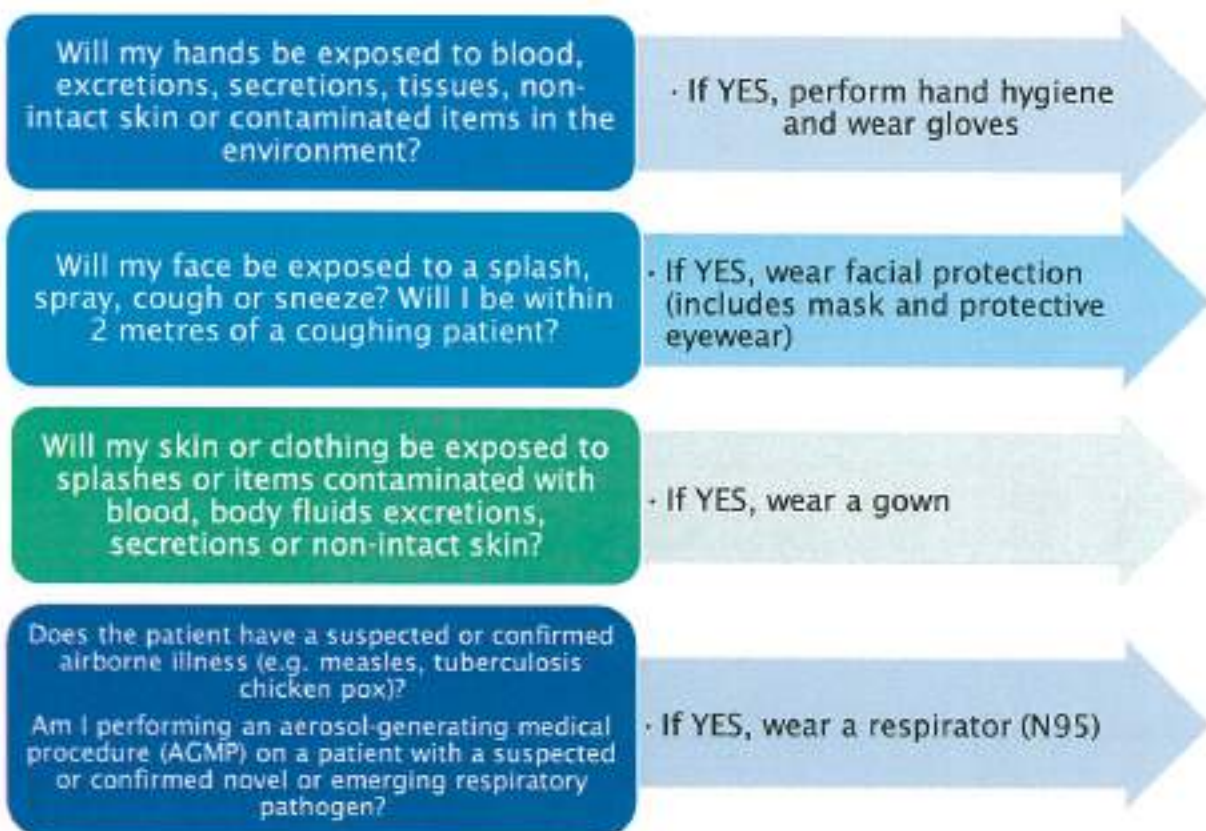 Will my hands be exposed to blood,
excretions, secretions, tissues, non-
intact skin or contaminated items in the
environment?
· If YES, perform hand hygiene
and wear gloves
Will my face be exposed to a splash,
spray, cough or sneeze? Will I be within
2 metres of a coughing patient?
· If YES, wear facial protection
(includes mask and protective
eyewear)
Will my skin or clothing be exposed to
splashes or items contaminated with
blood, body fluids excretions,
secretions or non-intact skin?
· If YES, wear a gown
Does the patient have a suspected or confirmed
airborne illness (e.g. measles, tuberculosis
chicken pox)?
Am I performing an aerosol-generating medical
procedure (AGMP) on a patient with a suspected
or confirmed novel or emerging respiratory
pathogen?
· If YES, wear a respirator (N95)